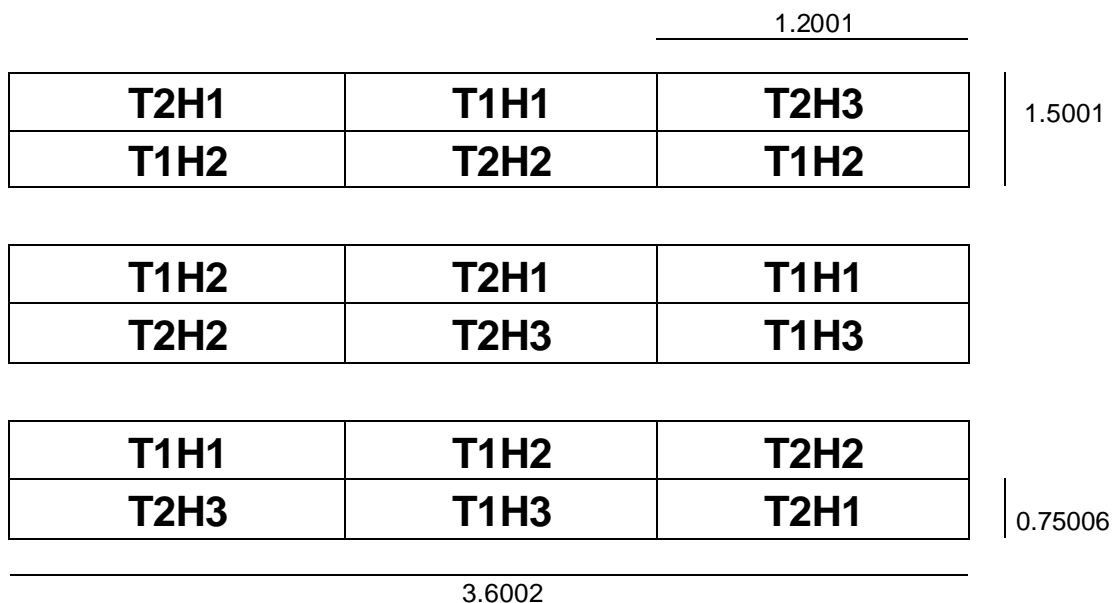 1.2001
T2H1 T1H1 T2H3
1.5001
T1H2 T2H2 T1H2
T1H2 T2H1 T1H1
T2H2 T2H3 T1H3
T1H1 T1H2 T2H2
T2H3 T1H3 T2H1
0.75006
3.6002